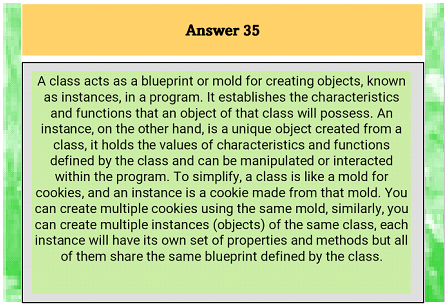 Answer 35
A class acts as a blueprint or mold for creating objects, known
as instances, in a program. It establishes the characteristics
and functions that an object of that class will possess. An
instance, on the other hand, is a unique object created from a
class, it holds the values of characteristics and functions
defined by the class and can be manipulated or interacted
within the program. To simplify, a class is like a mold for
cookies, and an instance is a cookie made from that mold. You
can create multiple cookies using the same mold, similarly, you
can create multiple instances (objects) of the same class, each
instance will have its own set of properties and methods but all
of them share the same blueprint defined by the class.